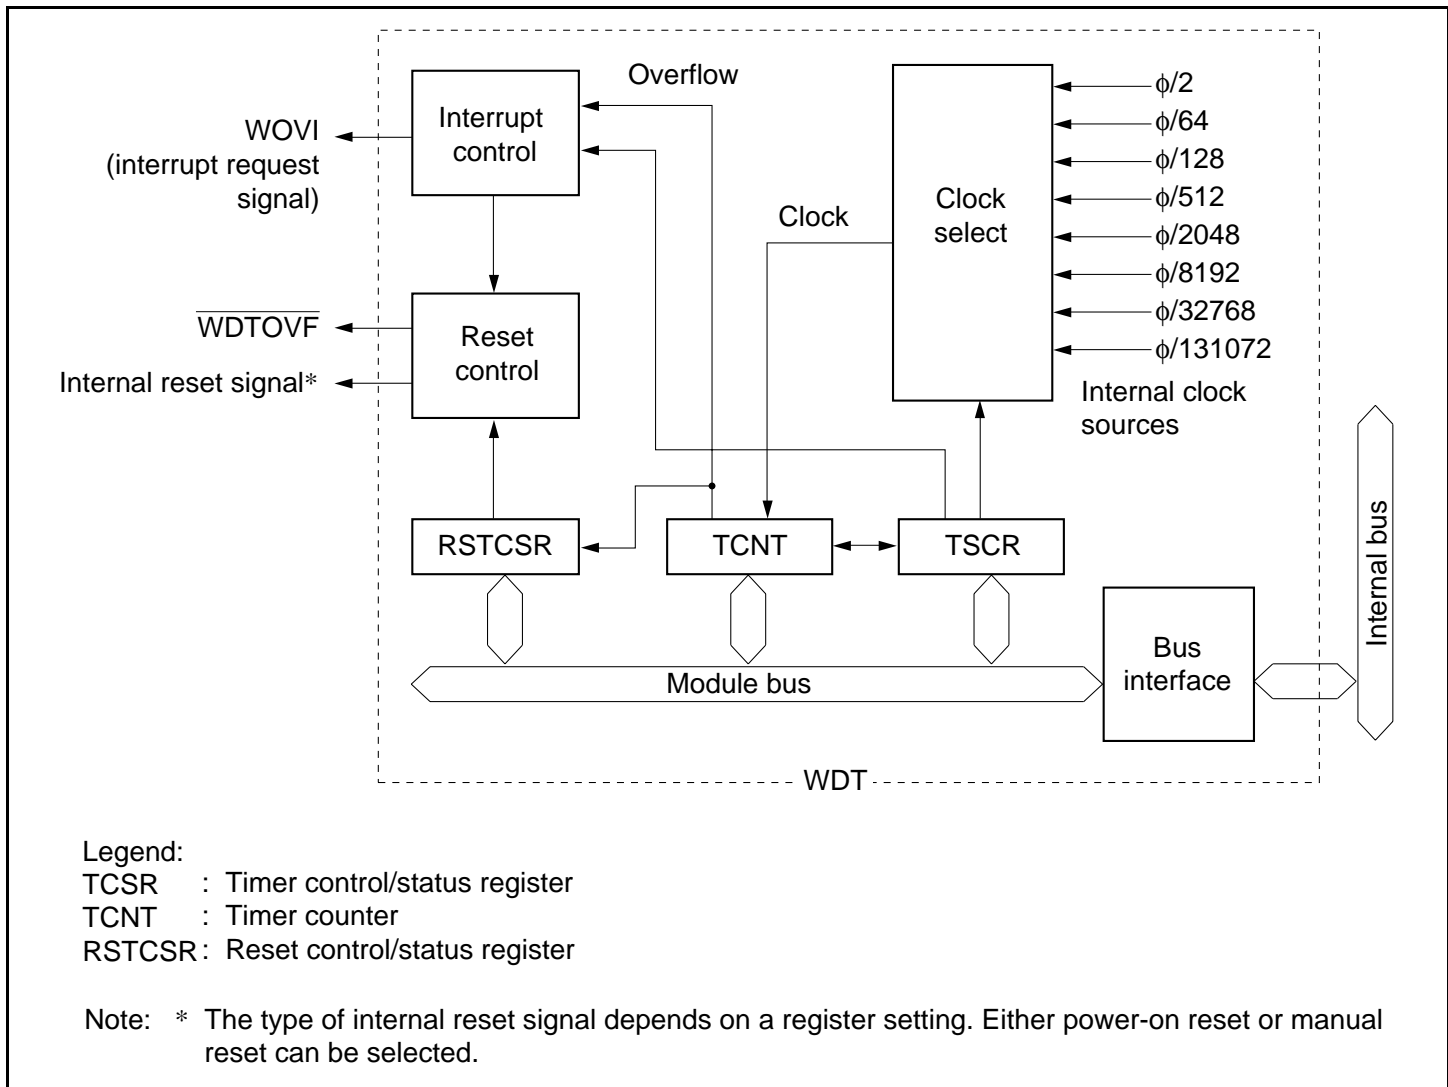 Overflow
Interrupt
control
WOVI
(interrupt request
signal)
ϕ/2
ϕ/64
ϕ/128
ϕ/512
ϕ/2048
ϕ/8192
ϕ/32768
ϕ/131072
Clock
select
Clock
Internal clock
sources
WDTOVF
Internal reset signal*
Reset
control
RSTCSR
TCNT
TSCR
Internal bus
Bus
interface
Module bus
WDT
Legend:
TCSR : Timer control/status register
TCNT : Timer counter
RSTCSR : Reset control/status register
Note: * The type of internal reset signal depends on a register setting. Either power-on reset or manual
reset can be selected.